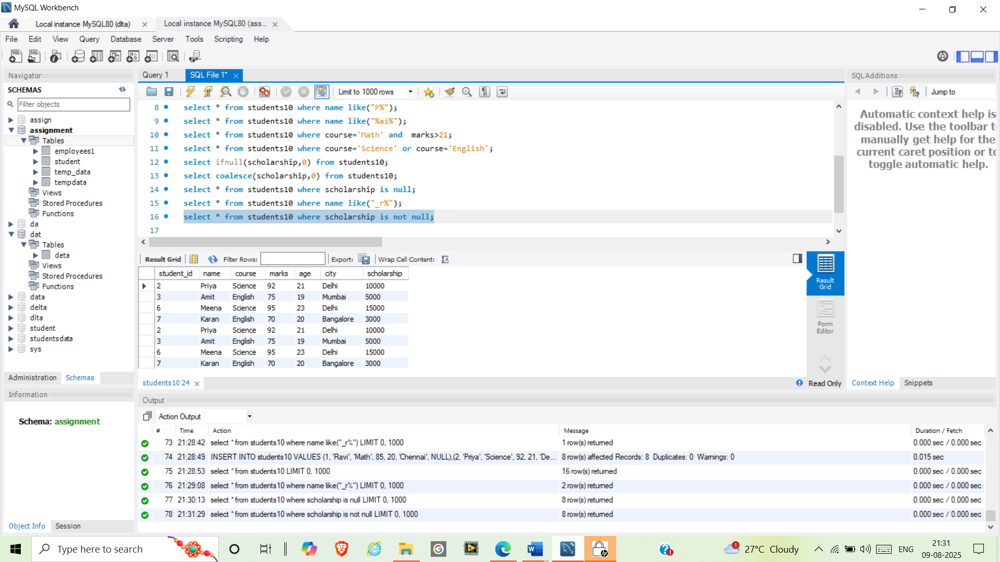 MySQL Workbench
Local instance MySQL80 (dlta)
Local instance MySQL80 (ass...
File Edit View Query Database Server Tools Scripting Help
Navigator
SCHEMAS
Filter objects
assign
assignment
Tables
employees1
student
temp_data
tempdata
Views
Stored Procedures
Functions
da
dat
Tables
deta
Views
Stored Procedures
Functions
data
delta
dlta
student
studentsdata
sys
Administration Schemas
Information
Schema: assignment
Object Info Session
Query 1
SQL File 1*
Limit to 1000 rows
8 select * from students10 where name like("P%");
9 select * from students10 where name like("%ai%");
10 select * from students10 where course='Math' and  marks>21;
11 select * from students10 where course='Science' or course='English';
12 select ifnull(scholarship,0) from students10;
13 select coalesce(scholarship,0) from students10;
14 select * from students10 where scholarship is null;
15 select * from students10 where name like("_r%");
16 select * from students10 where scholarship is not null;
17
Result Grid Filter Rows: Export: Wrap Cell Content:
student_id name course marks age city scholarship
2 Priya Science 92 21 Delhi 10000
3 Amit English 75 19 Mumbai 5000
6 Meena Science 95 23 Delhi 15000
7 Karan English 70 20 Bangalore 3000
2 Priya Science 92 21 Delhi 10000
3 Amit English 75 19 Mumbai 5000
6 Meena Science 95 23 Delhi 15000
7 Karan English 70 20 Bangalore 3000
Result
Grid
Form
Editor
students10 24
Read Only
SQLAdditions
Jump to
Automatic context help is
disabled. Use the toolbar t
manually get help for the
current caret position or to
toggle automatic help.
Context Help Snippets
Output
Action Output
# Time Action Message Duration / Fetch
73 21:28:42 select * from students10 where name like("_r%") LIMIT 0, 1000 1 row(s) returned 0.000 sec / 0.000 sec
74 21:28:49 INSERT INTO students10 VALUES (1, 'Ravi', 'Math', 85, 20, 'Chennai', NULL),(2, 'Priya', 'Science', 92, 21, 'De... 8 row(s) affected Records: 8  Duplicates: 0  Warnings: 0 0.015 sec
75 21:28:53 select * from students10 LIMIT 0, 1000 16 row(s) returned 0.000 sec / 0.000 sec
76 21:29:08 select * from students10 where name like("_r%") LIMIT 0, 1000 2 row(s) returned 0.000 sec / 0.000 sec
77 21:30:13 select * from students10 where scholarship is null LIMIT 0, 1000 8 row(s) returned 0.000 sec / 0.000 sec
78 21:31:29 select * from students10 where scholarship is not null LIMIT 0, 1000 8 row(s) returned 0.000 sec / 0.000 sec
Type here to search
1
27°C Cloudy
ENG
21:31
09-08-2025